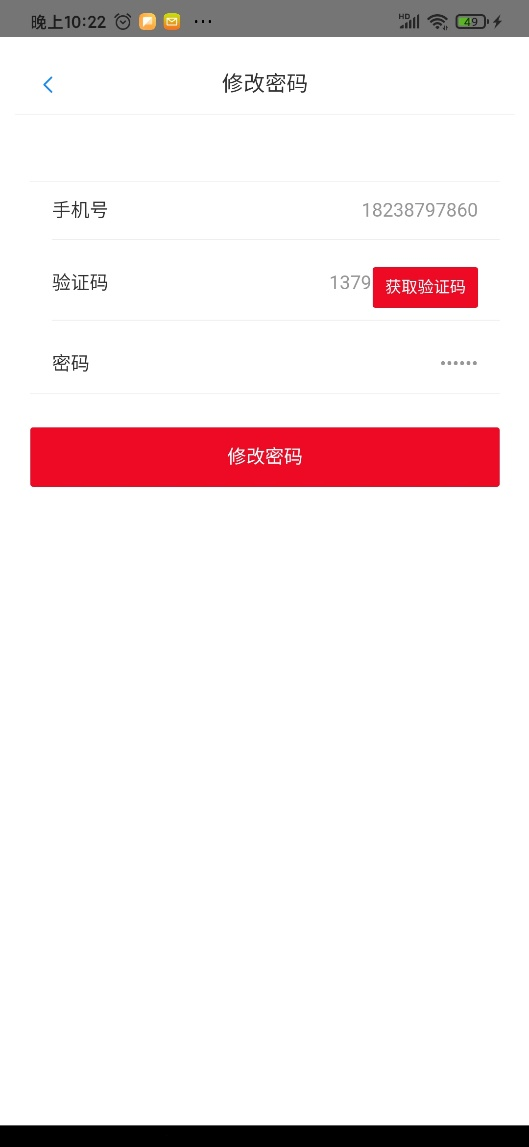 晚上10:22 ... HD 49
修改密码
手机号 18238797860
验证码 1379 获取验证码
密码 ••••••
修改密码